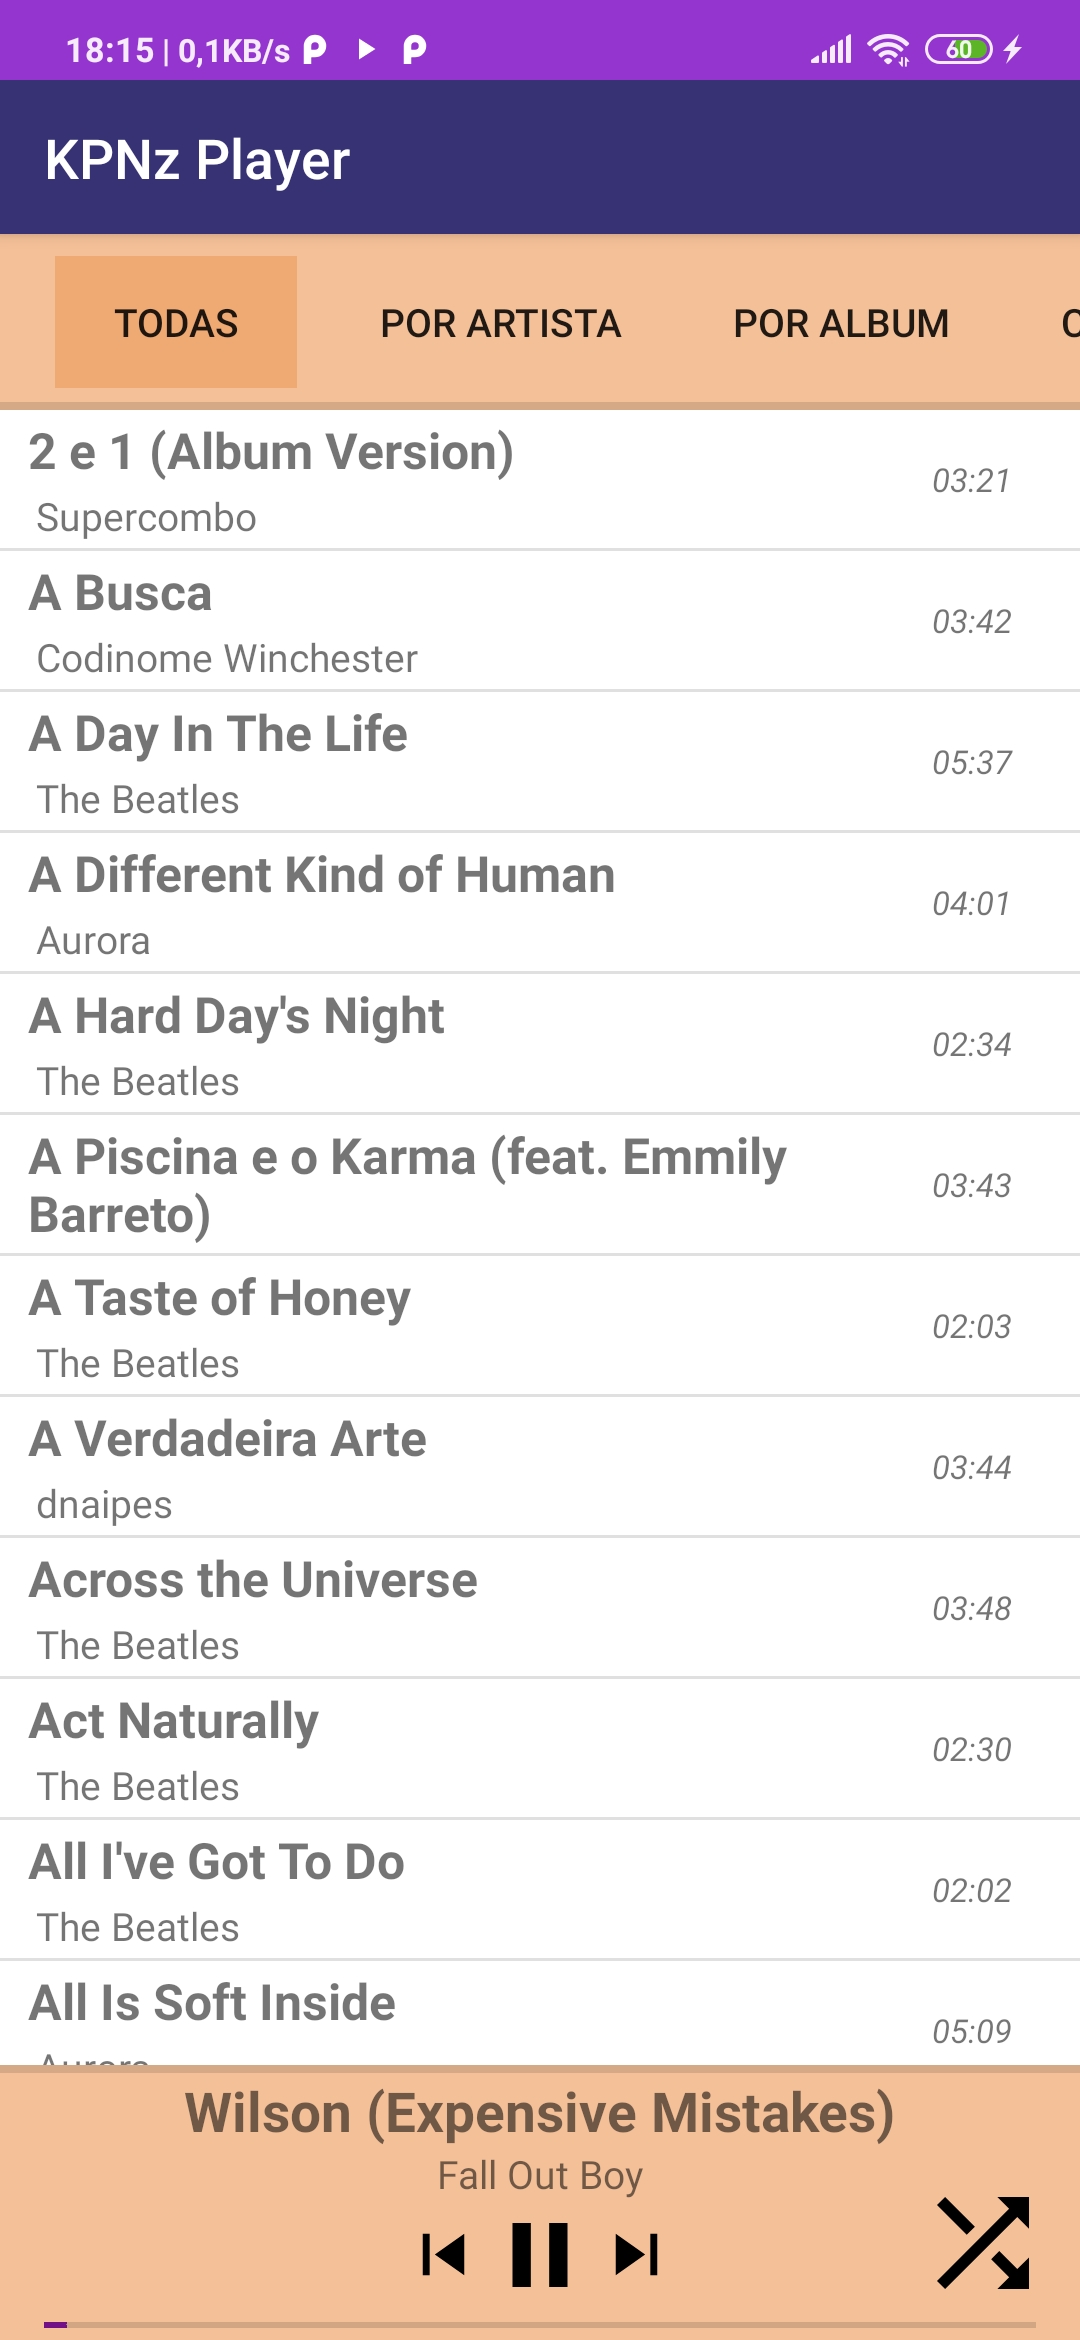 18:15 | 0,1KB/s
60
KPNz Player
TODAS POR ARTISTA POR ALBUM
2 e 1 (Album Version)
03:21
Supercombo
A Busca
03:42
Codinome Winchester
A Day In The Life
05:37
The Beatles
A Different Kind of Human
04:01
Aurora
A Hard Day's Night
02:34
The Beatles
A Piscina e o Karma (feat. Emmily
Barreto)
03:43
A Taste of Honey
02:03
The Beatles
A Verdadeira Arte
03:44
dnaipes
Across the Universe
03:48
The Beatles
Act Naturally
02:30
The Beatles
All I've Got To Do
02:02
The Beatles
All Is Soft Inside
05:09
Aurora
Wilson (Expensive Mistakes)
Fall Out Boy